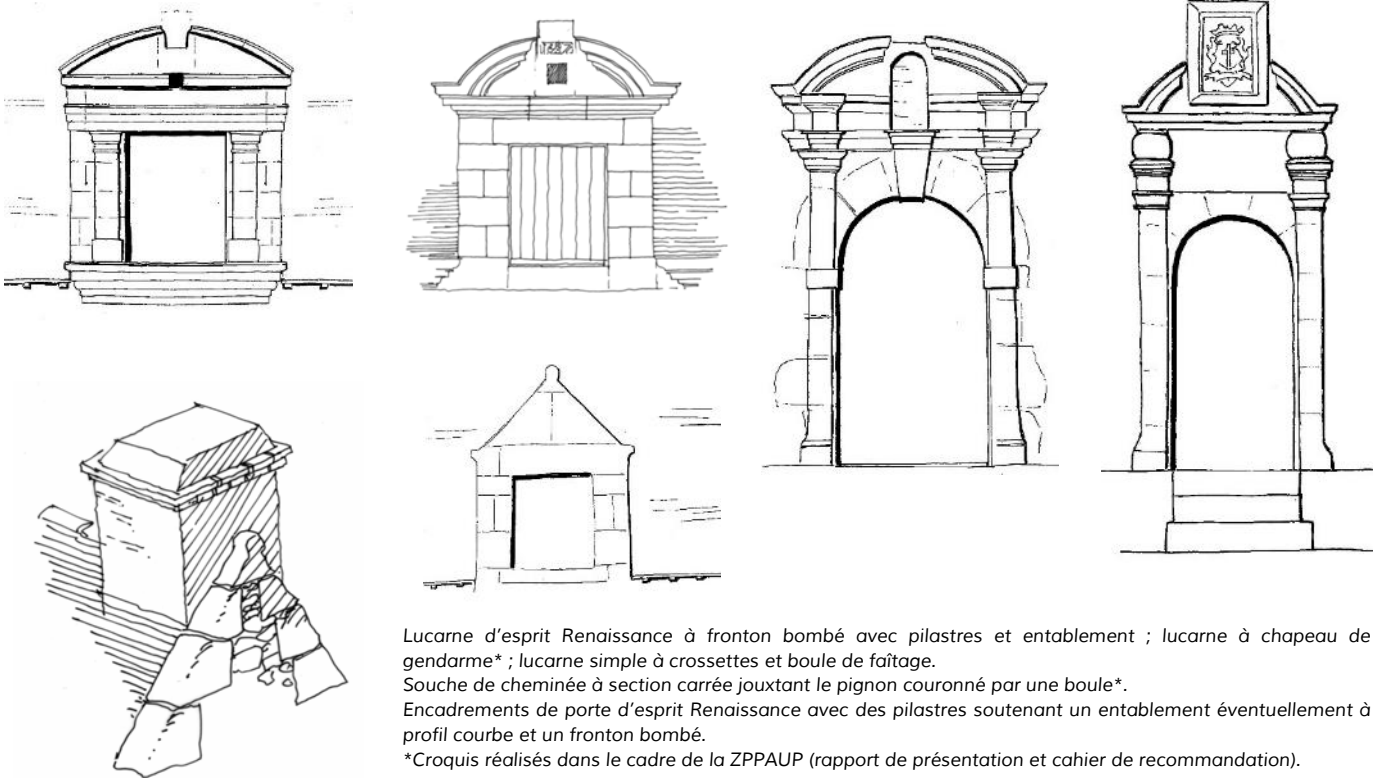 Lucarne d'esprit Renaissance à fronton bombé avec pilastres et entablement ; lucarne à chapeau de
gendarme* ; lucarne simple à crossettes et boule de faîtage.
Souche de cheminée à section carrée jouxtant le pignon couronné par une boule*.
Encadrements de porte d'esprit Renaissance avec des pilastres soutenant un entablement éventuellement à
profil courbe et un fronton bombé.
*Croquis réalisés dans le cadre de la ZPPAUP (rapport de présentation et cahier de recommandation).